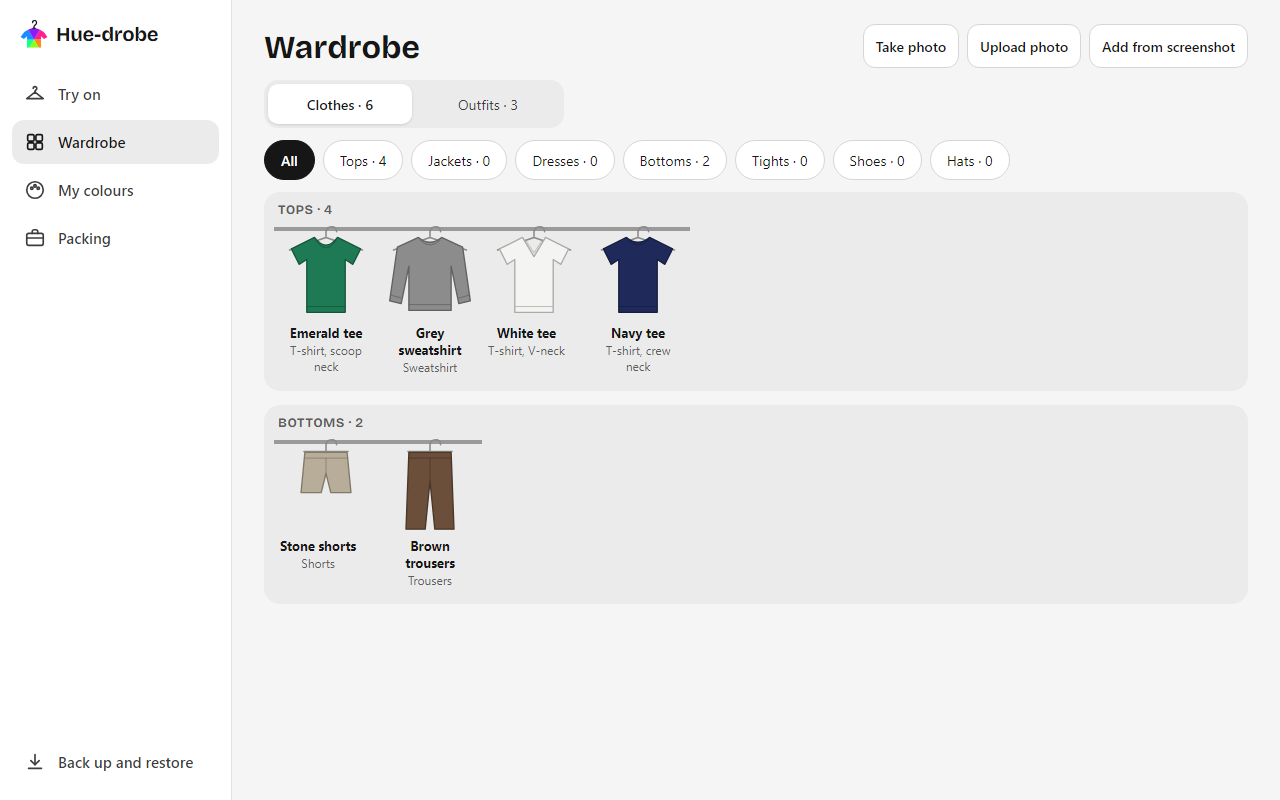 Hue-drobe
Try on
Wardrobe
My colours
Packing
Back up and restore
Wardrobe
Take photo
Upload photo
Add from screenshot
Clothes · 6
Outfits · 3
All
Tops · 4
Jackets · 0
Dresses · 0
Bottoms · 2
Tights · 0
Shoes · 0
Hats · 0
TOPS · 4
Emerald tee
T-shirt, scoop
neck
Grey
sweatshirt
Sweatshirt
White tee
T-shirt, V-neck
Navy tee
T-shirt, crew
neck
BOTTOMS · 2
Stone shorts
Shorts
Brown
trousers
Trousers